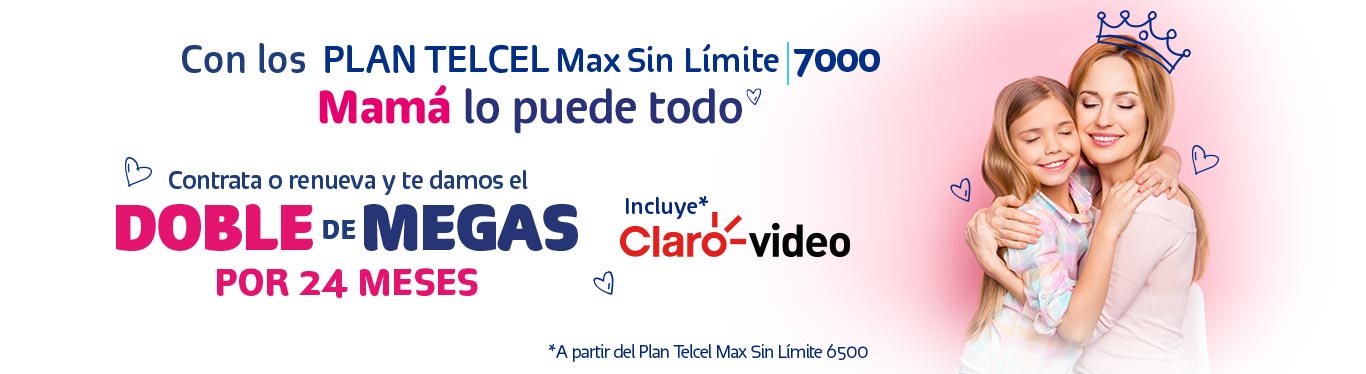 Con los PLAN TELCEL Max Sin Límite|7000
Mamá lo puede todo
Contrata o renueva y te damos el
DOBLE DE MEGAS
POR 24 MESES
Incluye*
Claro-video
*A partir del Plan Telcel Max Sin Límite 6500